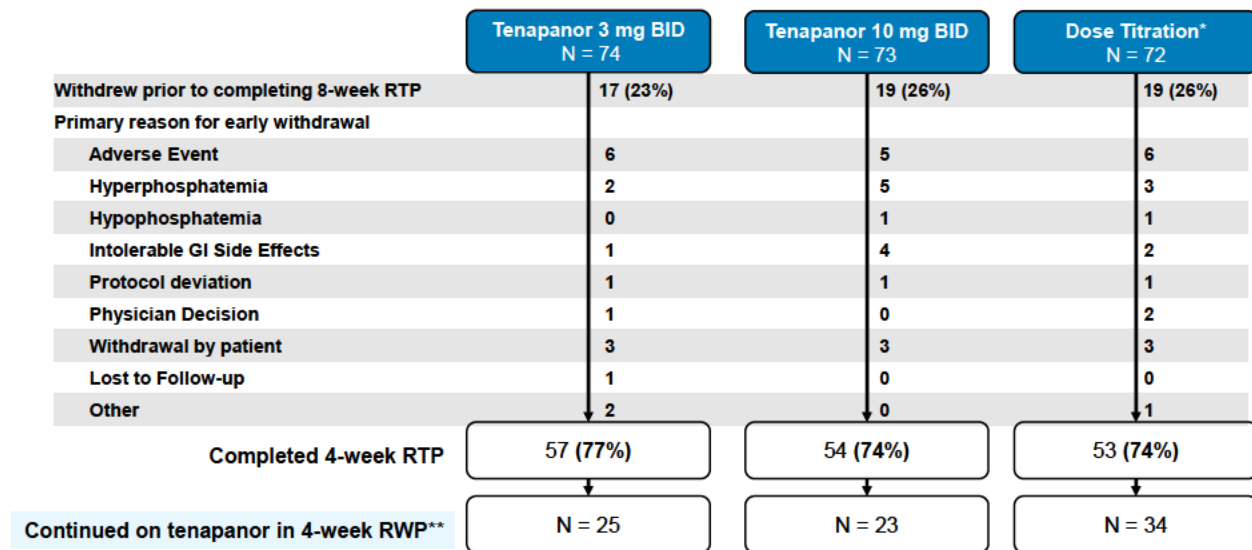 Tenapanor 3 mg BID Tenapanor 10 mg BID Dose Titration*
N = 74 N = 73 N = 72
Withdrew prior to completing 8-week RTP 17 (23%) 19 (26%) 19 (26%)
Primary reason for early withdrawal
Adverse Event 6 5 6
Hyperphosphatemia 2 5 3
Hypophosphatemia 0 1 1
Intolerable GI Side Effects 1 4 2
Protocol deviation 1 1 1
Physician Decision 1 0 2
Withdrawal by patient 3 3 3
Lost to Follow-up 1 0 0
Other 2 0 1
Completed 4-week RTP 57 (77%) 54 (74%) 53 (74%)
Continued on tenapanor in 4-week RWP** N = 25 N = 23 N = 34